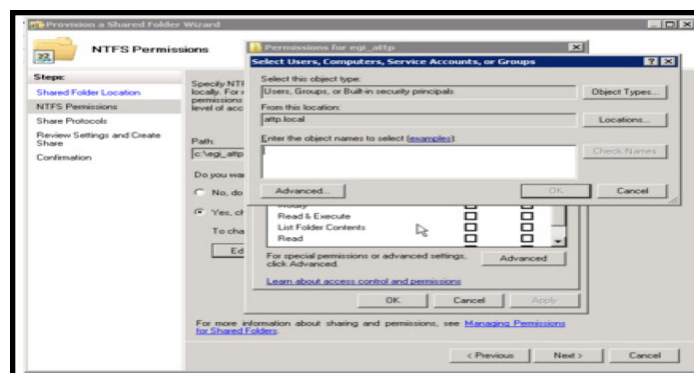 Provision a Shared Folder Wizard
NTFS Permissions
Steps:
Shared Folder Location
NTFS Permissions
Share Protocols
Review Settings and Create
Share
Confirmation
Specify NTF
locally. For
permissions
level of acc
Path:
c:\egi_attp
Do you wa
No, do
Yes, ch
To cha
Ed
Permissions for egi_attp
Select Users, Computers, Service Accounts, or Groups
Select this object type:
Users, Groups, or Built-in security principals
Object Types...
From this location:
attp.local
Locations...
Enter the object names to select (examples):
Check Names
Advanced...
OK
Cancel
Modify
Read & Execute
List Folder Contents
Read
For special permissions or advanced settings,
click Advanced.
Advanced
Learn about access control and permissions
OK
Cancel
Apply
For more information about sharing and permissions, see Managing Permissions
for Shared Folders.
< Previous
Next >
Cancel